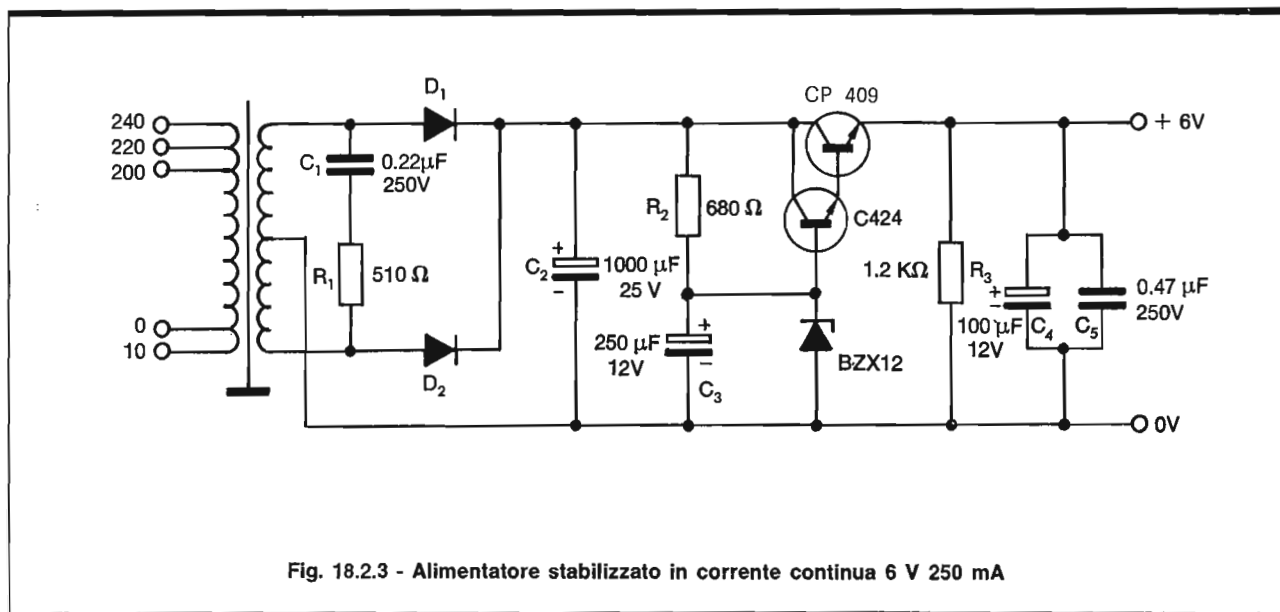 D1
CP 409
240
220
200
0
10
C1
0.22µF
250V
R1
510 Ω
D2
+
C2
−
1000 µF
25 V
R2
680 Ω
250 µF
12V
+
−
C3
C424
BZX12
1.2 KΩ
R3
+
−
100 µF
12V
C4
C5
0.47 µF
250V
+ 6V
0V
Fig. 18.2.3 - Alimentatore stabilizzato in corrente continua 6 V 250 mA